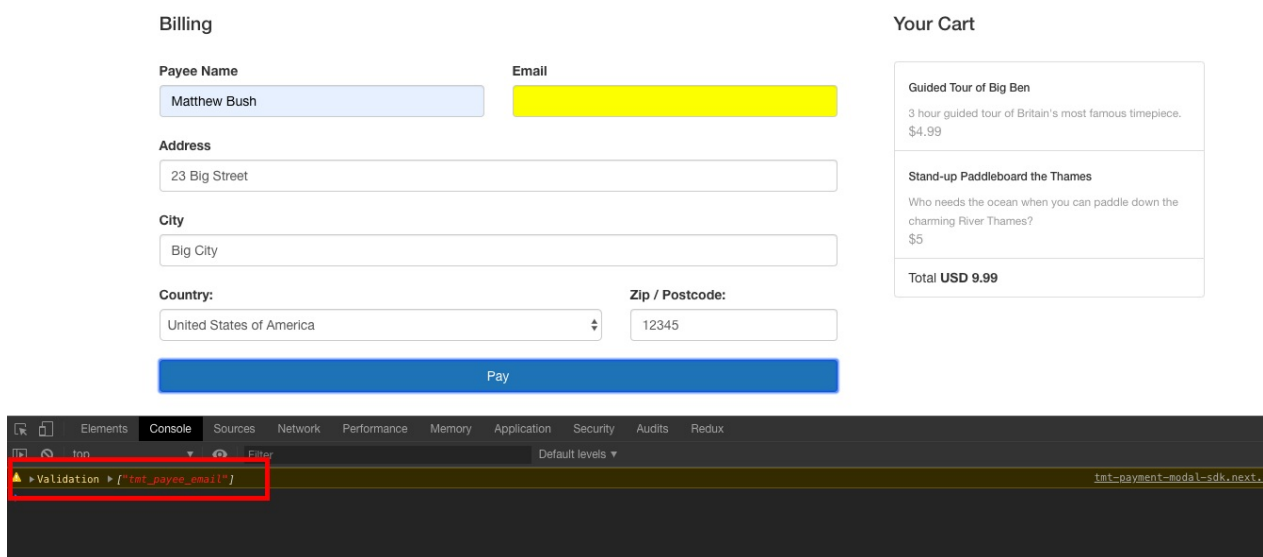 Billing
Your Cart
Payee Name
Email
Matthew Bush
Guided Tour of Big Ben
3 hour guided tour of Britain's most famous timepiece.
$4.99
Address
23 Big Street
Stand-up Paddleboard the Thames
Who needs the ocean when you can paddle down the
charming River Thames?
$5
City
Big City
Total USD 9.99
Country:
Zip / Postcode:
United States of America
12345
Pay
Elements Console Sources Network Performance Memory Application Security Audits Redux
top Filter Default levels ▼
Validation ["tmt_payee_email"] tmt-payment-modal-sdk.next.